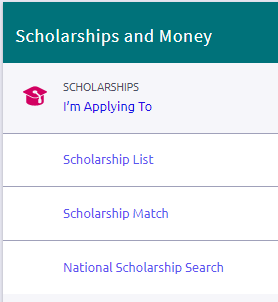 Scholarships and Money
SCHOLARSHIPS
I'm Applying To
Scholarship List
Scholarship Match
National Scholarship Search